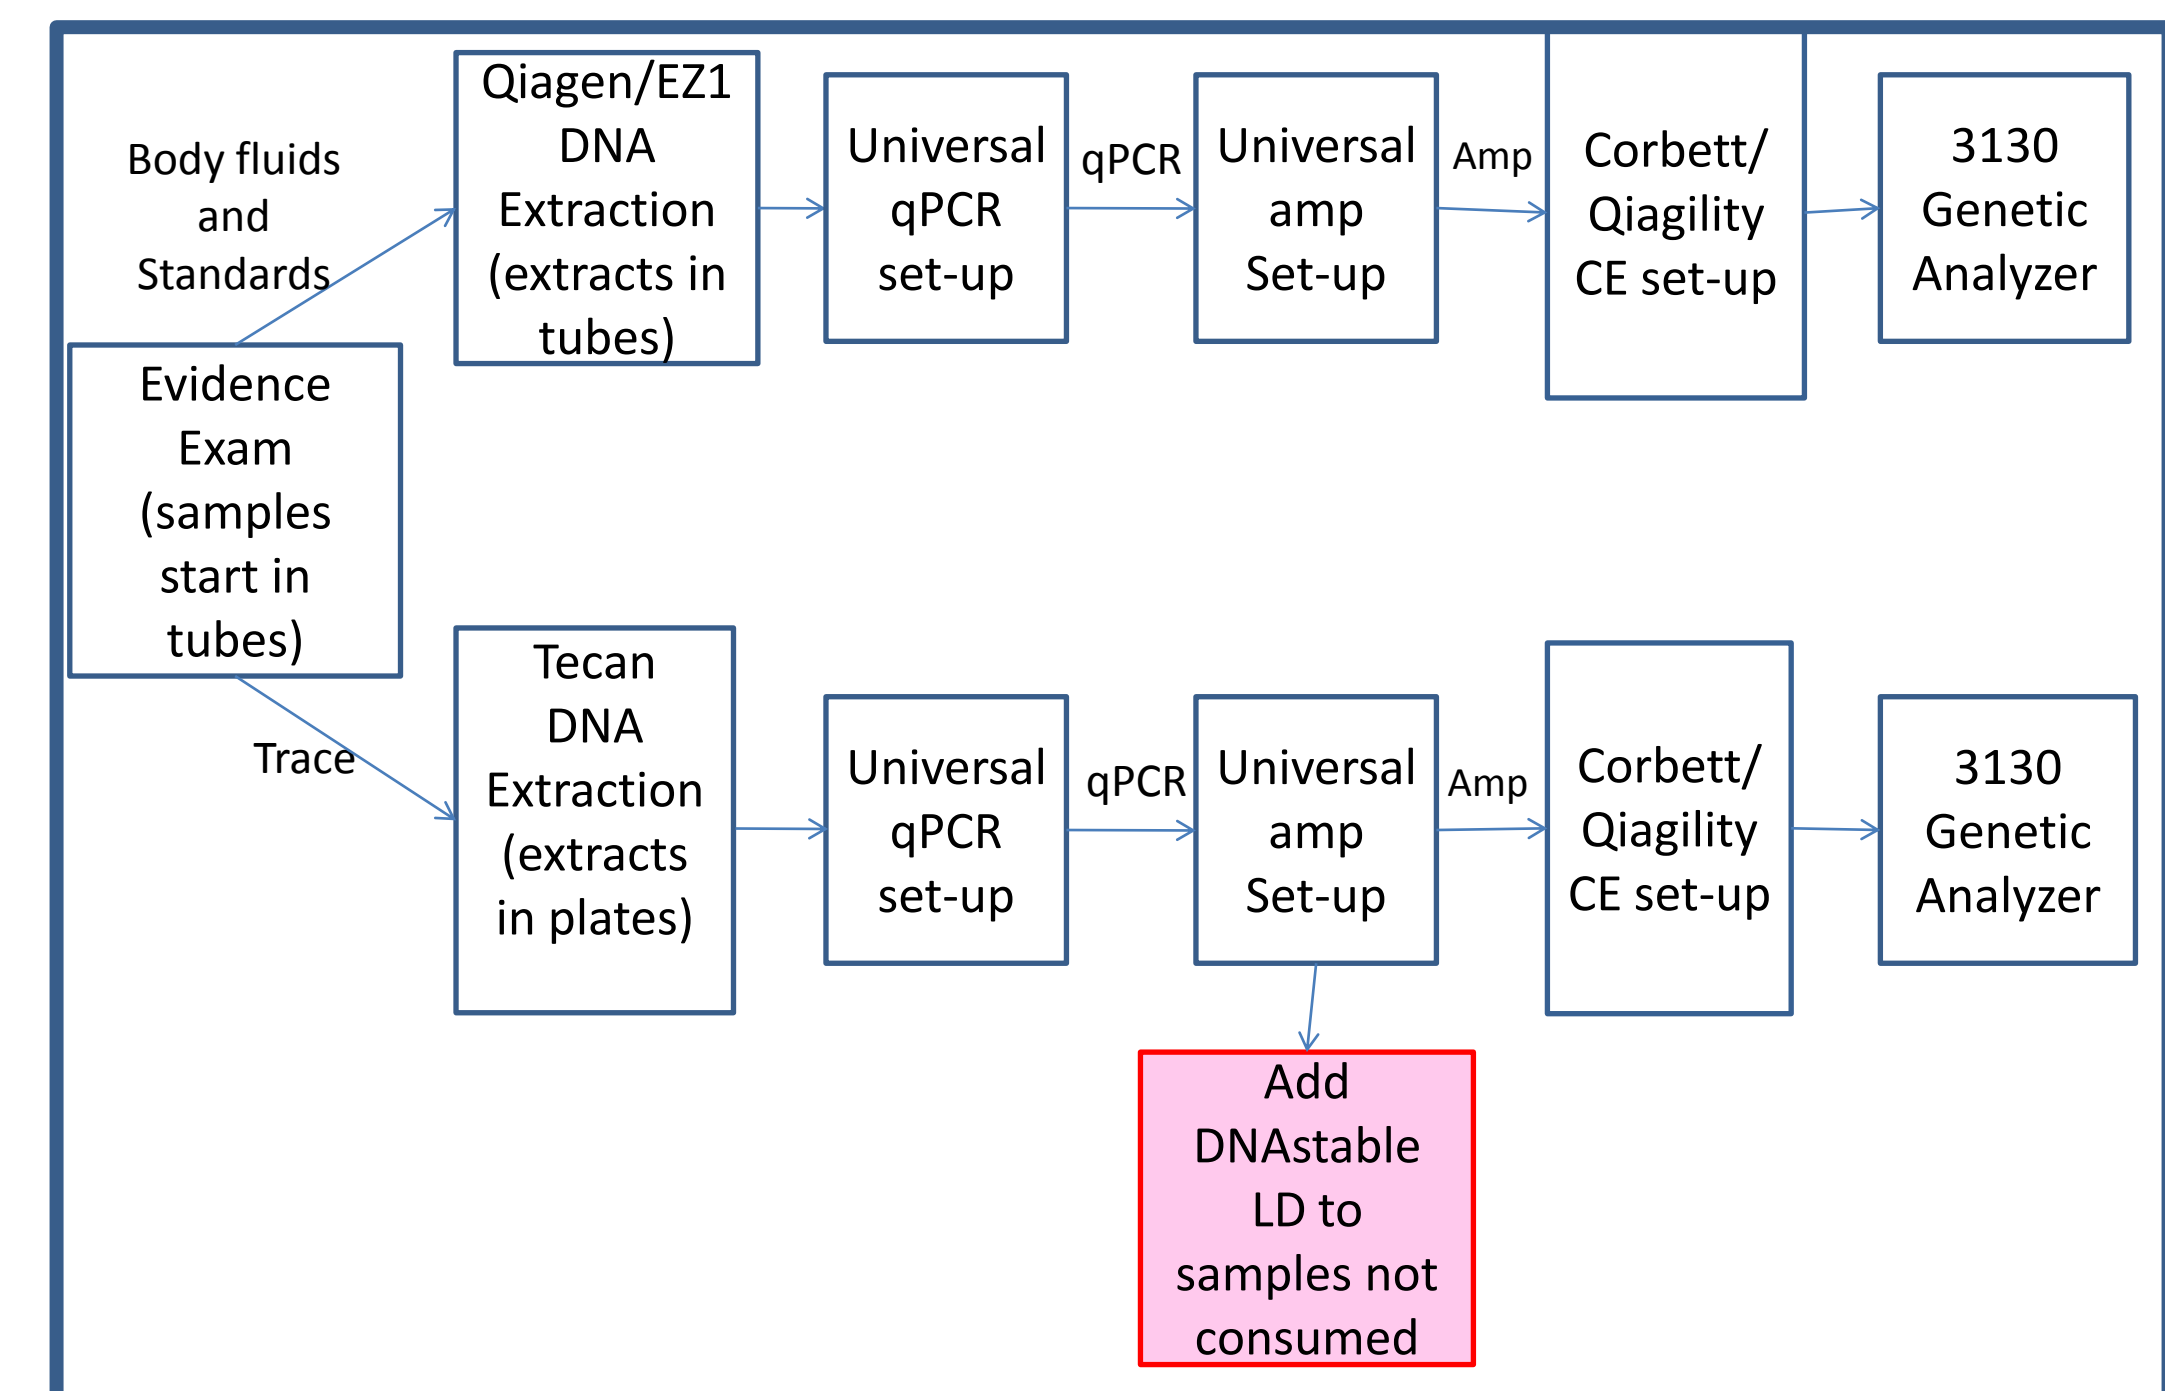 Body fluids
and
Standards
Qiagen/EZ1
DNA
Extraction
(extracts in
tubes)
Universal
qPCR
set-up
qPCR
Universal
amp
Set-up
Amp
Corbett/
Qiagility
CE set-up
3130
Genetic
Analyzer
Evidence
Exam
(samples
start in
tubes)
Trace
Tecan
DNA
Extraction
(extracts
in plates)
Universal
qPCR
set-up
qPCR
Universal
amp
Set-up
Amp
Corbett/
Qiagility
CE set-up
3130
Genetic
Analyzer
Add
DNAstable
LD to
samples not
consumed